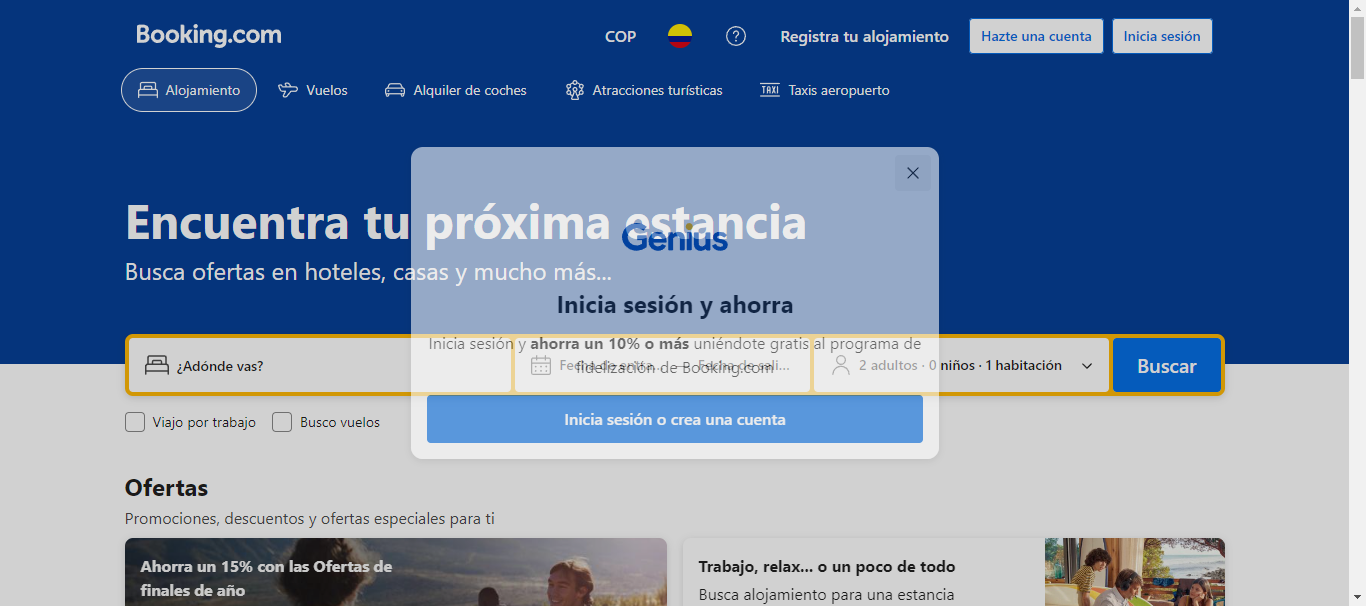 Booking.com
COP
Registra tu alojamiento
Hazte una cuenta
Inicia sesión
Alojamiento
Vuelos
Alquiler de coches
Atracciones turísticas
TAXI Taxis aeropuerto
Encuentra tu próxima estancia
Busca ofertas en hoteles, casas y mucho más...
Genius
Inicia sesión y ahorra
Inicia sesión y ahorra un 10% o más uniéndote gratis al programa de
fidelización de Booking.com
Inicia sesión o crea una cuenta
¿Adónde vas?
Fecha de entra... — Fecha de sali...
2 adultos · 0 niños · 1 habitación
Buscar
Viajo por trabajo
Busco vuelos
Ofertas
Promociones, descuentos y ofertas especiales para ti
Ahorra un 15% con las Ofertas de
finales de año
Trabajo, relax... o un poco de todo
Busca alojamiento para una estancia